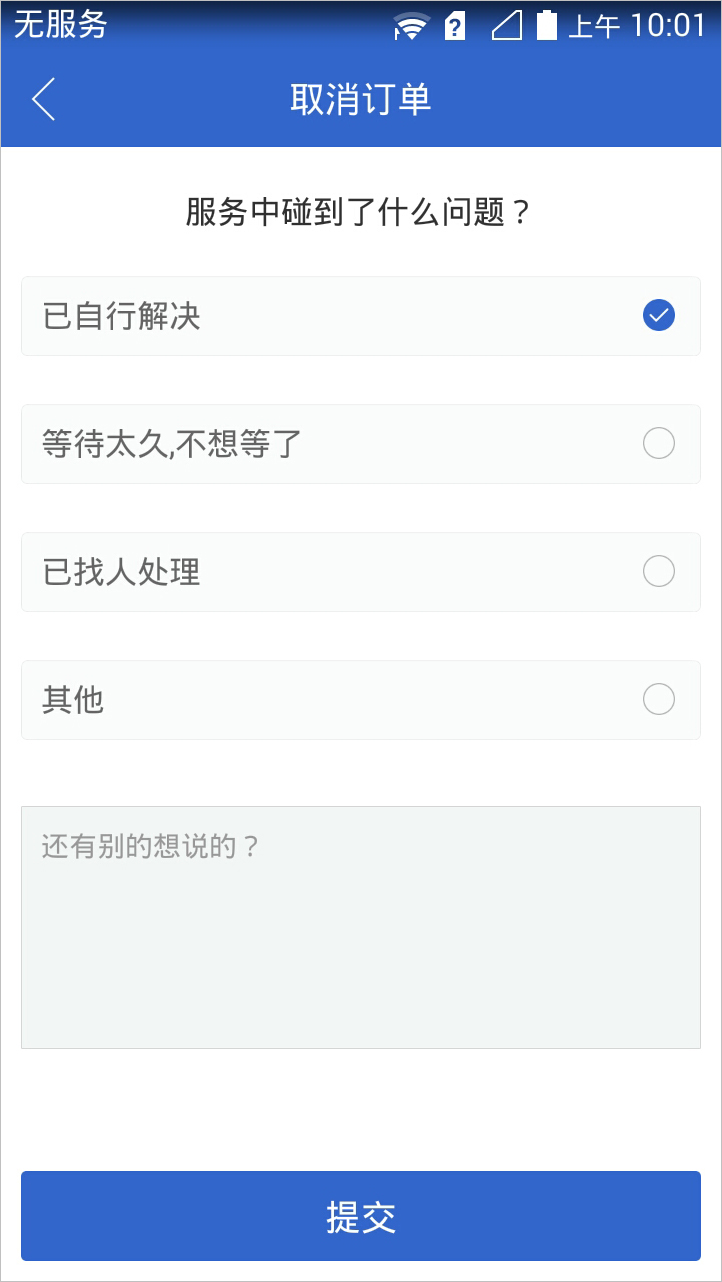 无服务 上午 10:01
取消订单
服务中碰到了什么问题？
已自行解决
等待太久,不想等了
已找人处理
其他
还有别的想说的？
提交